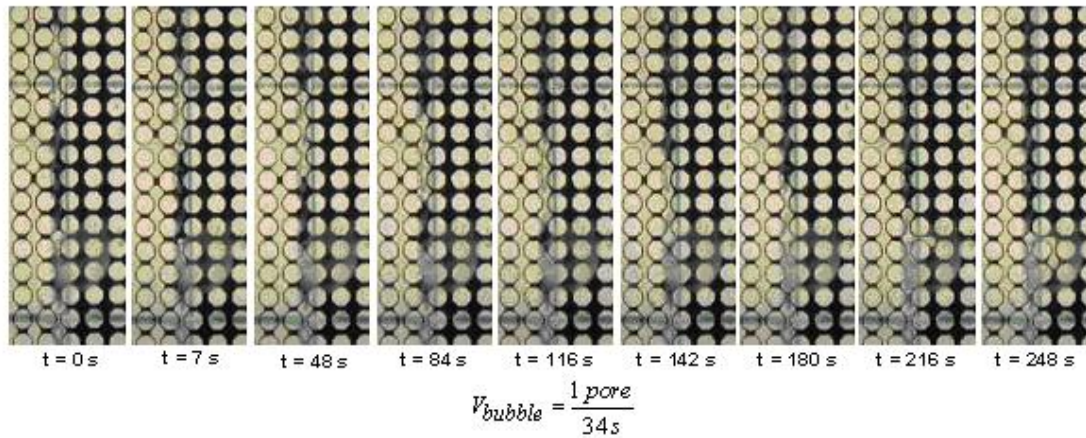 t = 0 s t = 7 s t = 48 s t = 84 s t = 116 s t = 142 s t = 180 s t = 216 s t = 248 s
V_bubble = 1 pore / 34 s